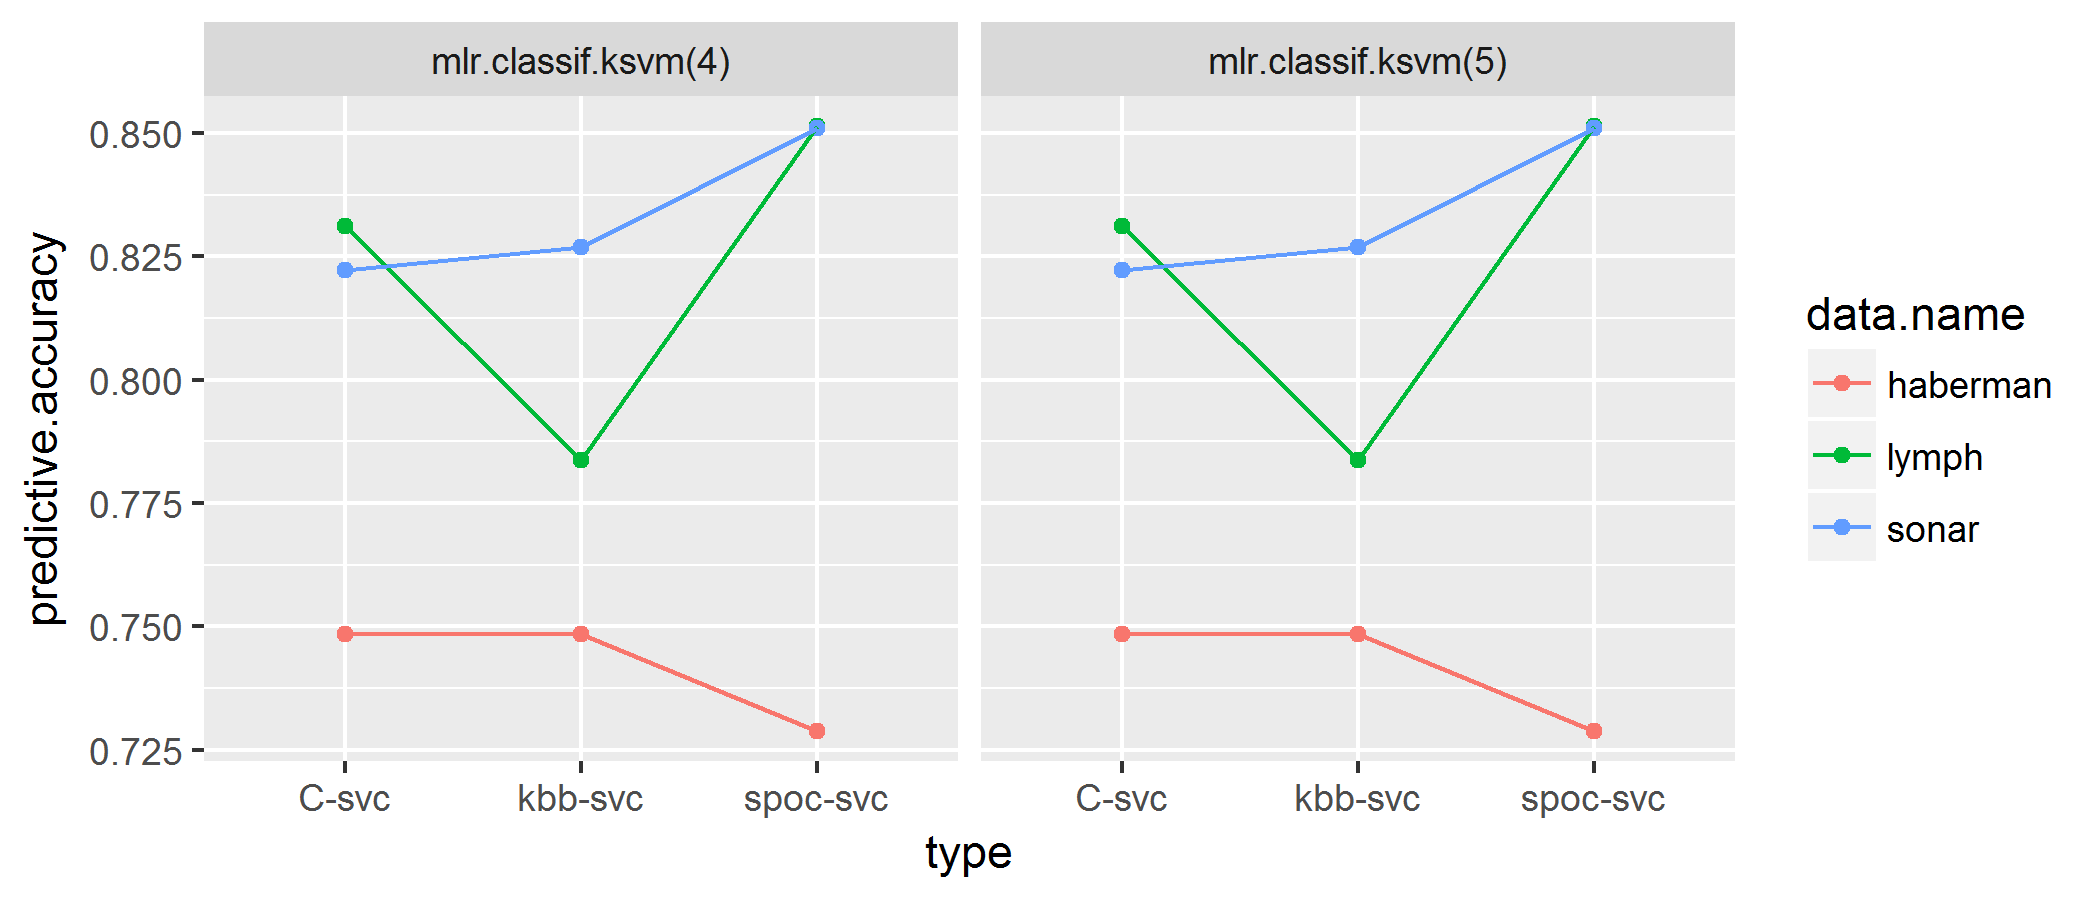 mlr.classif.ksvm(4)
mlr.classif.ksvm(5)
predictive.accuracy
0.850
0.825
0.800
0.775
0.750
0.725
C-svc
kbb-svc
spoc-svc
C-svc
kbb-svc
spoc-svc
type
data.name
haberman
lymph
sonar